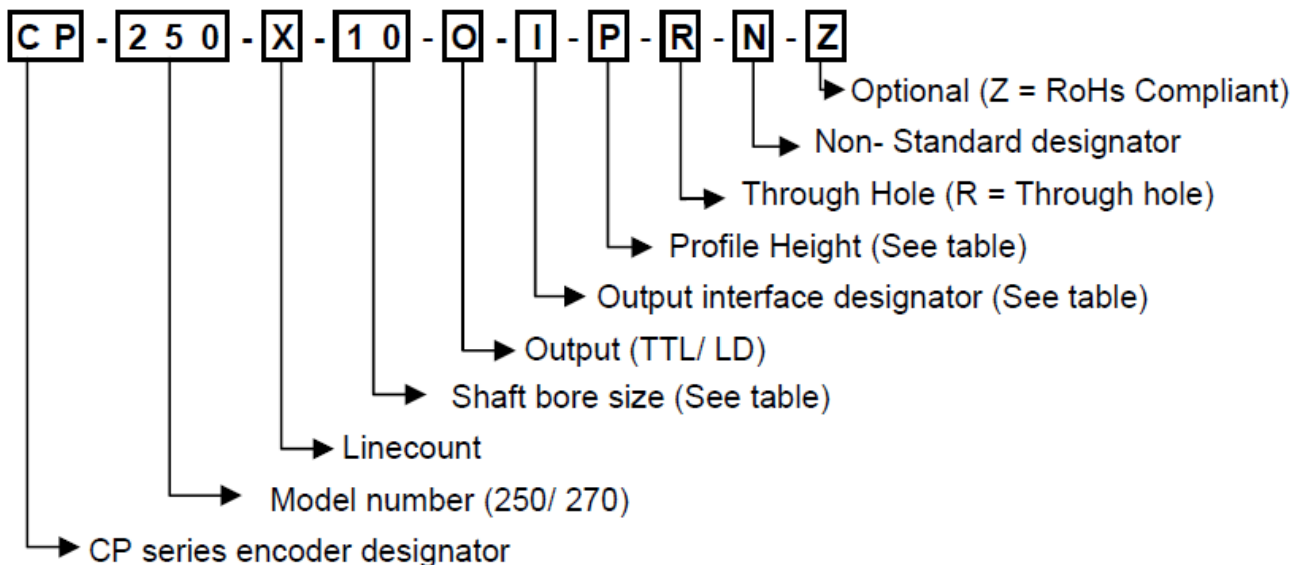 CP - 250 - X - 10 - O - I - P - R - N - Z
Optional (Z = RoHs Compliant)
Non- Standard designator
Through Hole (R = Through hole)
Profile Height (See table)
Output interface designator (See table)
Output (TTL/ LD)
Shaft bore size (See table)
Linecount
Model number (250/ 270)
CP series encoder designator